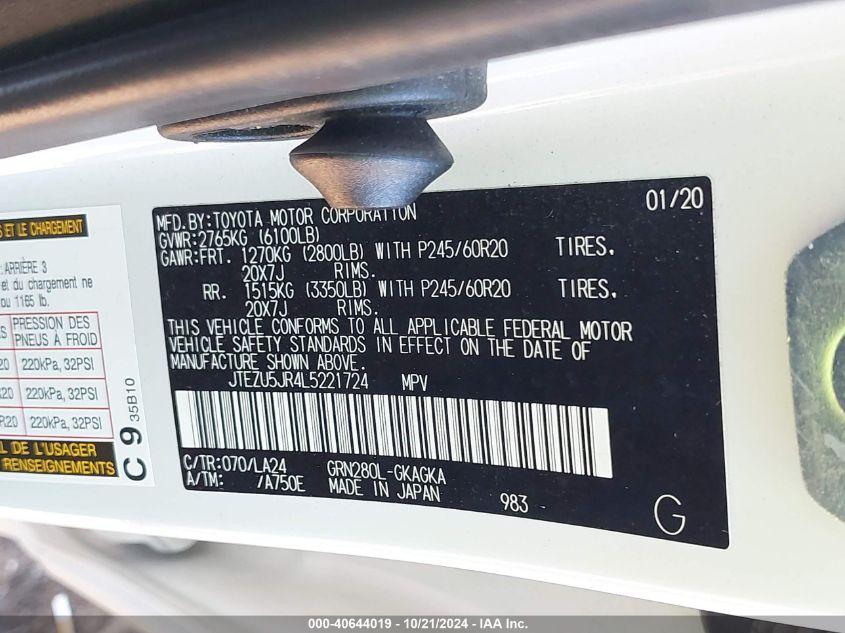 S ET LE CHARGEMENT
: ARRIÈRE 3
et du chargement ne
ou 1165 lb.
PRESSION DES
PNEUS À FROID
20 220kPa, 32PSI
220kPa, 32PSI
R20 220kPa, 32PSI
L DE L'USAGER
RENSEIGNEMENTS
C 9 35B10
01/20
MFD.BY:TOYOTA MOTOR CORPORATION
GVWR:2765KG (6100LB)
GAWR:FRT. 1270KG (2800LB) WITH P245/60R20 TIRES.
20X7J RIMS.
RR. 1515KG (3350LB) WITH P245/60R20 TIRES.
20X7J RIMS.
THIS VEHICLE CONFORMS TO ALL APPLICABLE FEDERAL MOTOR
VEHICLE SAFETY STANDARDS IN EFFECT ON THE DATE OF
MANUFACTURE SHOWN ABOVE.
JTEZU5JR4L5221724 MPV
C/TR:070/LA24 GRN280L-GKAGKA
A/TM: /A750E MADE IN JAPAN 983
G
000-40644019 - 10/21/2024 - IAA Inc.